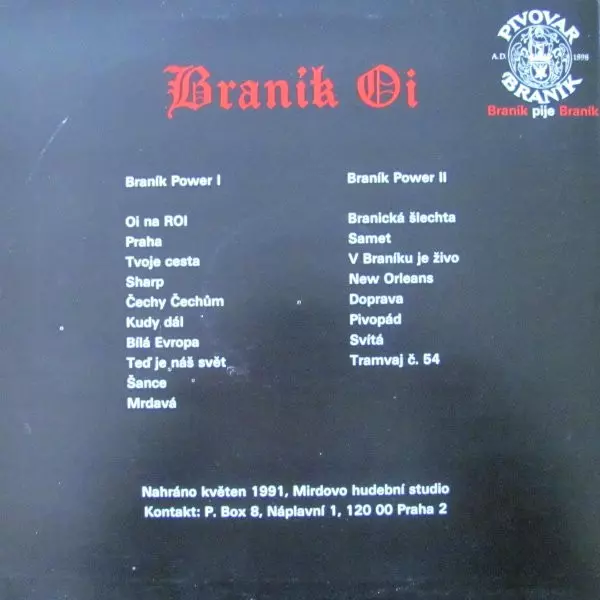 PIVOVAR
A.D. 1898
BRANÍK
Braník pije Braník
Braník Oi
Braník Power I
Oi na ROI
Praha
Tvoje cesta
Sharp
Čechy Čechům
Kudy dál
Bílá Evropa
Teď je náš svět
Šance
Mrdavá
Braník Power II
Branická šlechta
Samet
V Braníku je živo
New Orleans
Doprava
Pivopád
Svítá
Tramvaj č. 54
Nahráno květen 1991, Mirdovo hudební studio
Kontakt: P. Box 8, Náplavní 1, 120 00 Praha 2